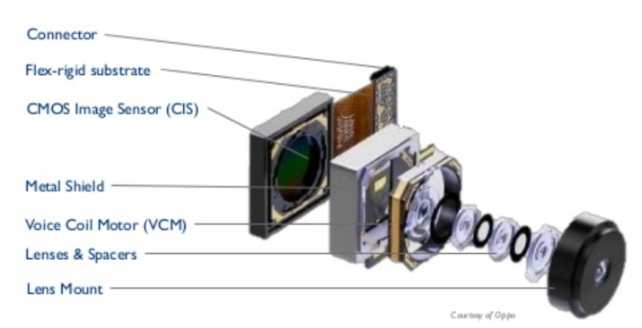 Connector
Flex-rigid substrate
CMOS Image Sensor (CIS)
Metal Shield
Voice Coil Motor (VCM)
Lenses & Spacers
Lens Mount
Courtesy of Oppo